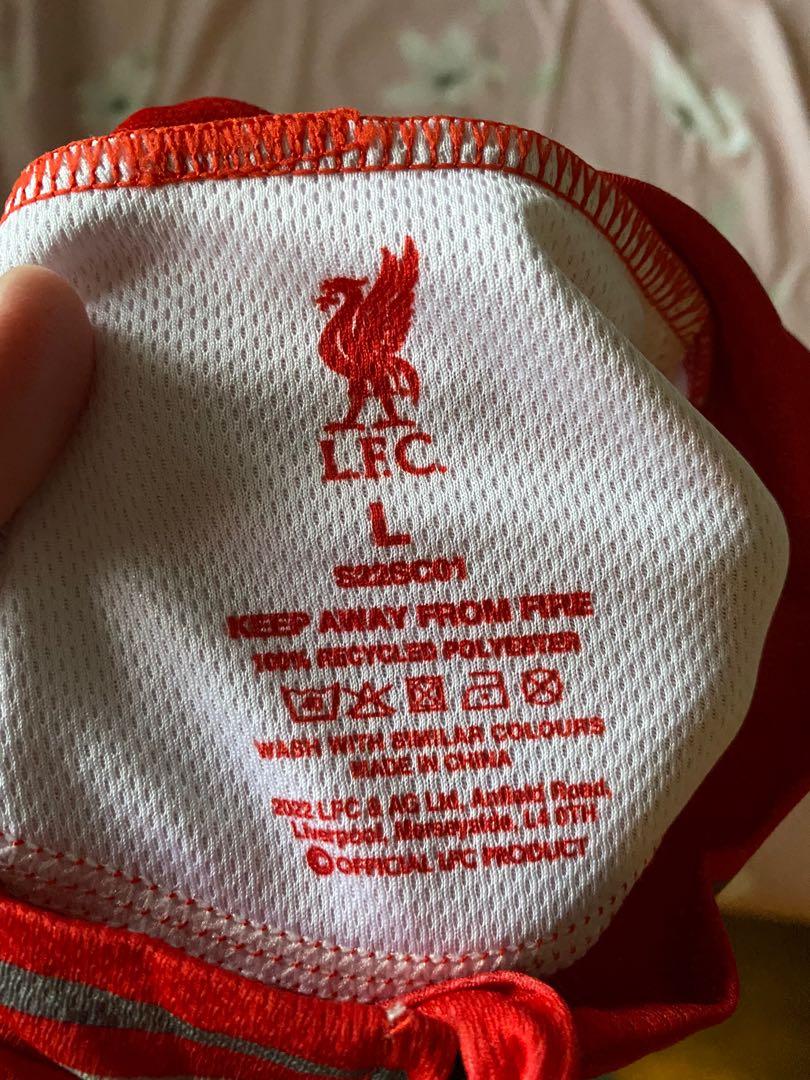 L.F.C.
L
S22SC01
KEEP AWAY FROM FIRE
100% RECYCLED POLYESTER
WASH WITH SIMILAR COLOURS
MADE IN CHINA
2022 LFC & AG Ltd, Anfield Road,
Liverpool, Merseyside, L4 0TH
© OFFICIAL LFC PRODUCT